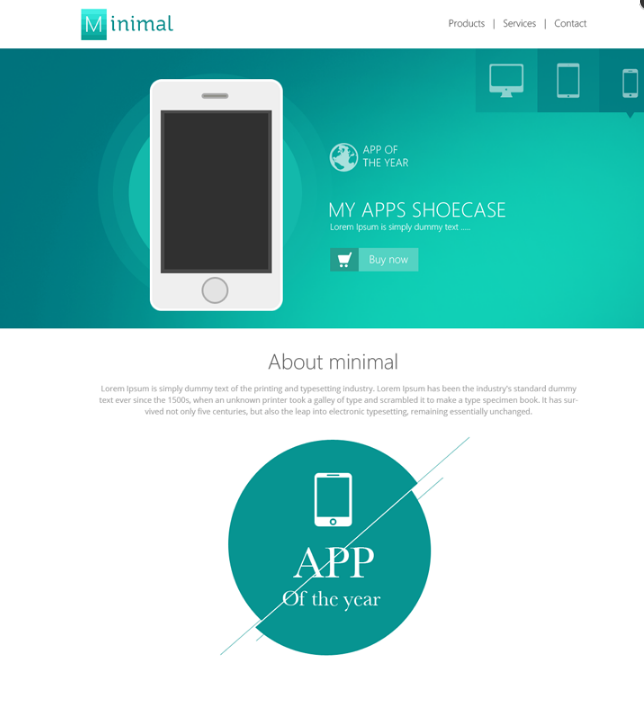 Minimal
Products | Services | Contact
APP OF
THE YEAR
MY APPS SHOECASE
Lorem Ipsum is simply dummy text ....
Buy now
About minimal
Lorem Ipsum is simply dummy text of the printing and typesetting industry. Lorem Ipsum has been the industry's standard dummy
text ever since the 1500s, when an unknown printer took a galley of type and scrambled it to make a type specimen book. It has sur-
vived not only five centuries, but also the leap into electronic typesetting, remaining essentially unchanged.
APP
Of the year